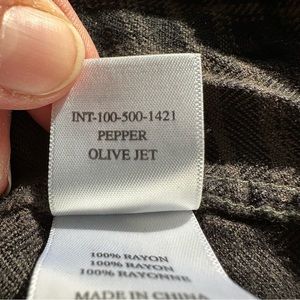 INT-100-500-1421
PEPPER
OLIVE JET
100% RAYON
100% RAYON
100% RAYONNE
MADE IN CHINA